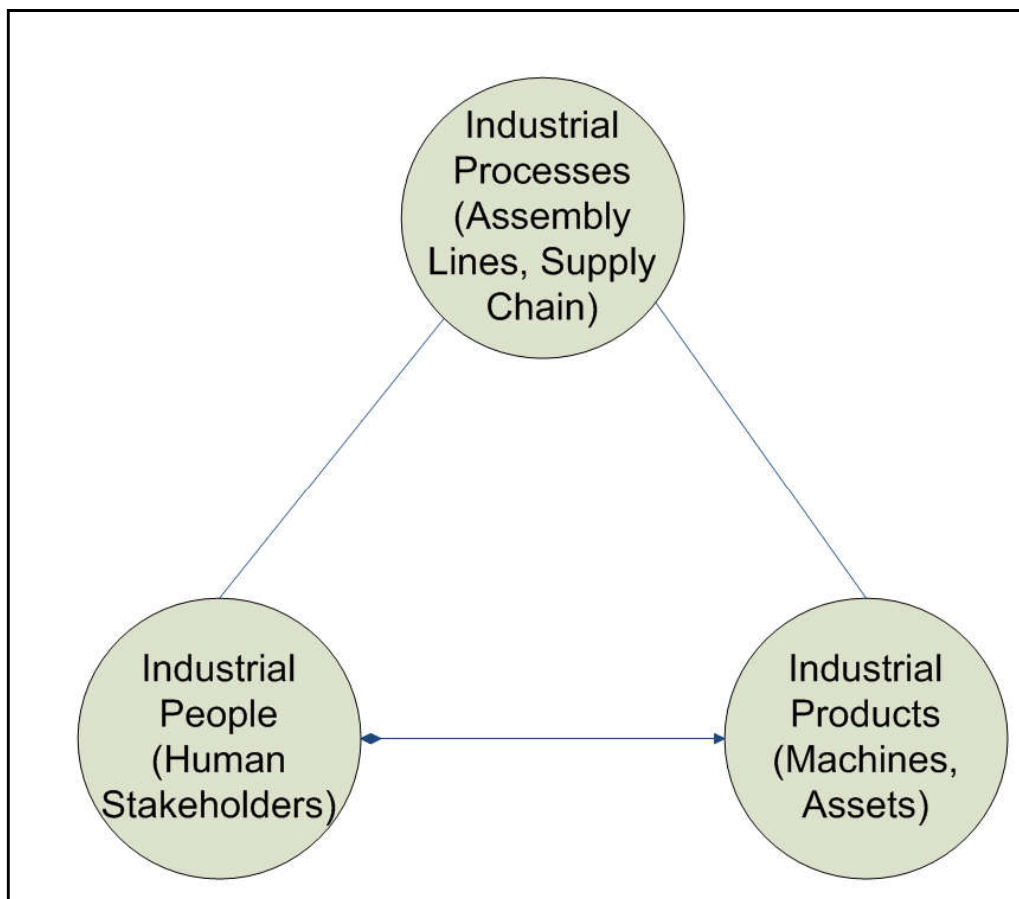 Industrial
Processes
(Assembly
Lines, Supply
Chain)
Industrial
People
(Human
Stakeholders)
Industrial
Products
(Machines,
Assets)